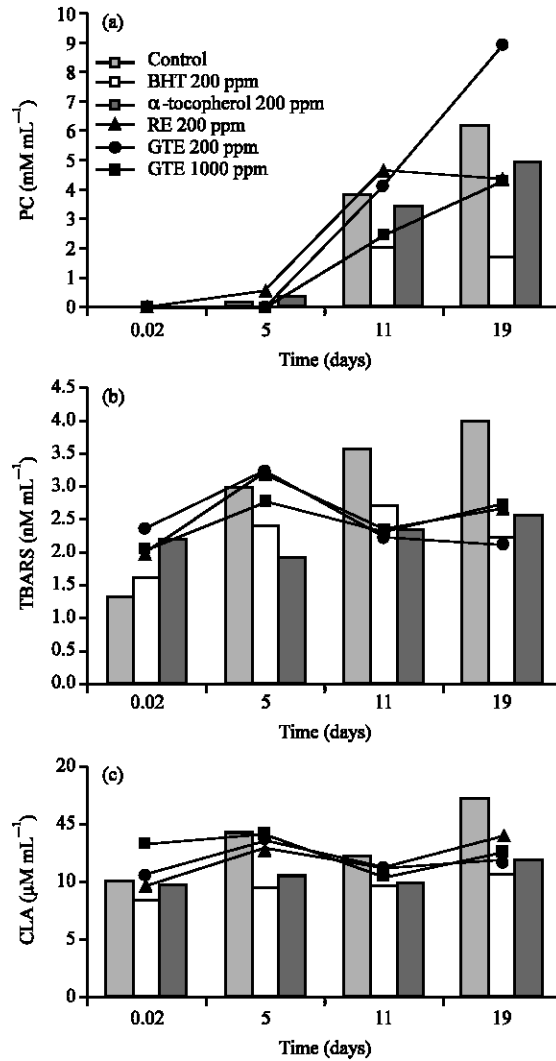 (a)
Control
BHT 200 ppm
α-tocopherol 200 ppm
RE 200 ppm
GTE 200 ppm
GTE 1000 ppm
PC (mM mL⁻¹)
10
9
8
7
6
5
4
3
2
1
0
0.02 5 11 19
Time (days)
(b)
TBARS (nM mL⁻¹)
4.5
4.0
3.5
3.0
2.5
2.0
1.5
1.0
0.5
0.0
0.02 5 11 19
Time (days)
(c)
CLA (μM mL⁻¹)
20
45
10
5
0
0.02 5 11 19
Time (days)